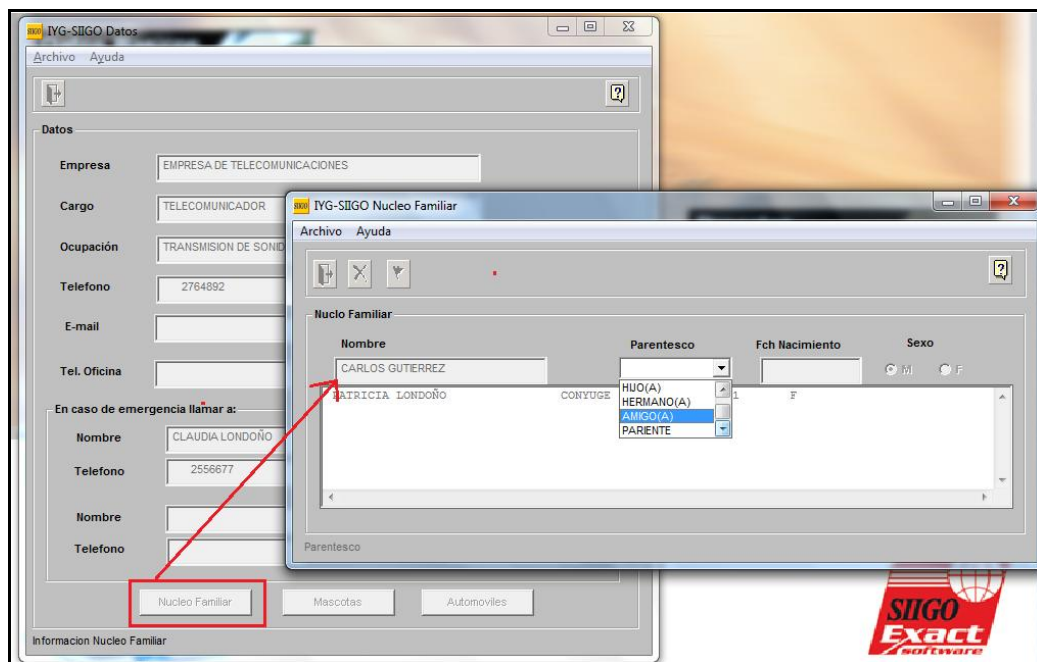 IYG-SIIGO Datos
Archivo Ayuda
Datos
Empresa EMPRESA DE TELECOMUNICACIONES
Cargo TELECOMUNICADOR
Ocupación TRANSMISION DE SONID
Telefono 2764892
E-mail
Tel. Oficina
En caso de emergencia llamar a:
Nombre CLAUDIA LONDOÑO
Telefono 2556677
Nombre
Telefono
Nucleo Familiar Mascotas Automoviles
Informacion Nucleo Familiar
IYG-SIIGO Nucleo Familiar
Archivo Ayuda
Nuclo Familiar
Nombre Parentesco Fch Nacimiento Sexo
CARLOS GUTIERREZ M F
PATRICIA LONDOÑO CONYUGE 1 F
HIJO(A)
HERMANO(A)
AMIGO(A)
PARIENTE
Parentesco
SIIGO
Exact
software